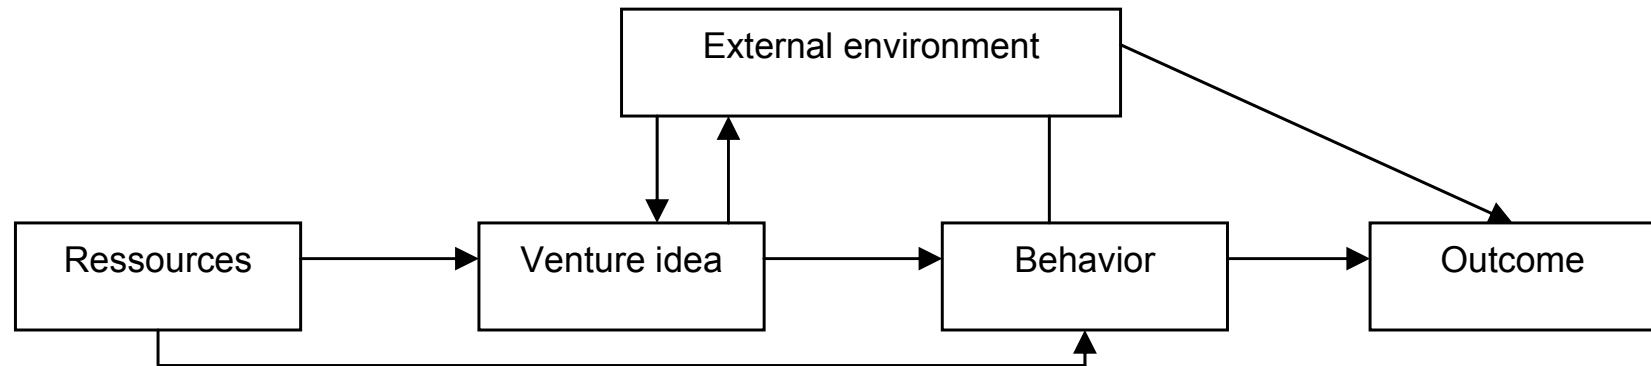 External environment
Ressources
Venture idea
Behavior
Outcome